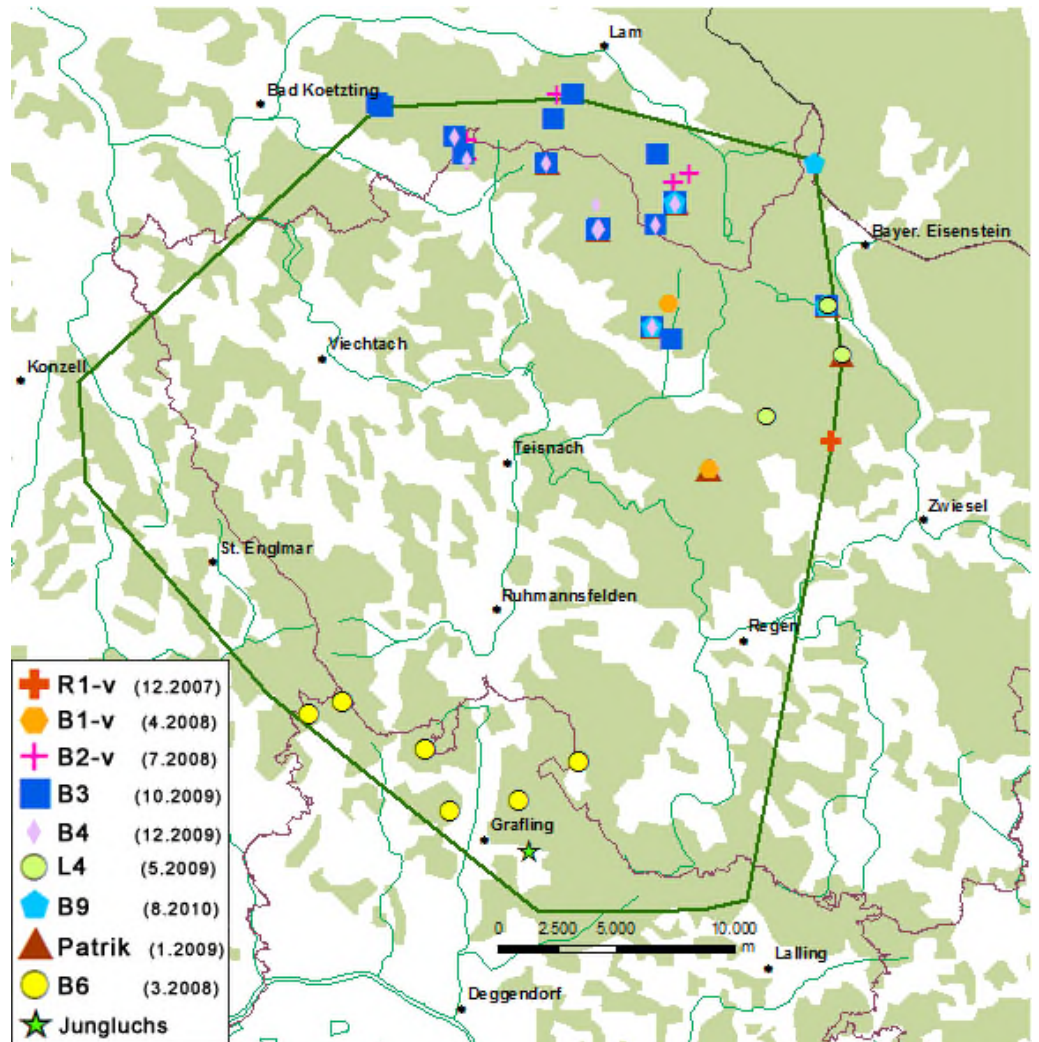 Lam
Bad Koetzting
Bayer. Eisenstein
Viechtach
Konzell
Teisnach
Zwiesel
St. Englmar
Ruhmannsfelden
Regen
R1-v (12.2007)
B1-v (4.2008)
B2-v (7.2008)
B3 (10.2009)
B4 (12.2009)
L4 (5.2009)
B9 (8.2010)
Patrik (1.2009)
B6 (3.2008)
Jungluchs
Grafling
0 2.500 5.000 10.000
m
Lalling
Deggendorf